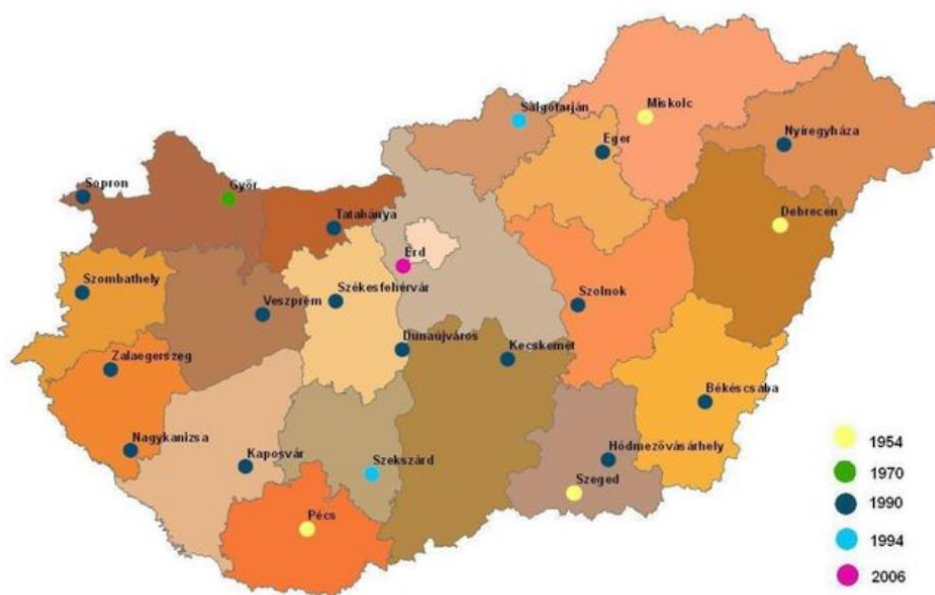 Salgótarján
Miskolc
Nyíregyháza
Eger
Sopron
Győr
Debrecen
Tatabánya
Érd
Szombathely
Székesfehérvár
Veszprém
Szolnok
Dunaújváros
Kecskemét
Zalaegerszeg
Békéscsaba
Nagykanizsa
Kaposvár
Szekszárd
Hódmezővásárhely
Szeged
Pécs
1954
1970
1990
1994
2006